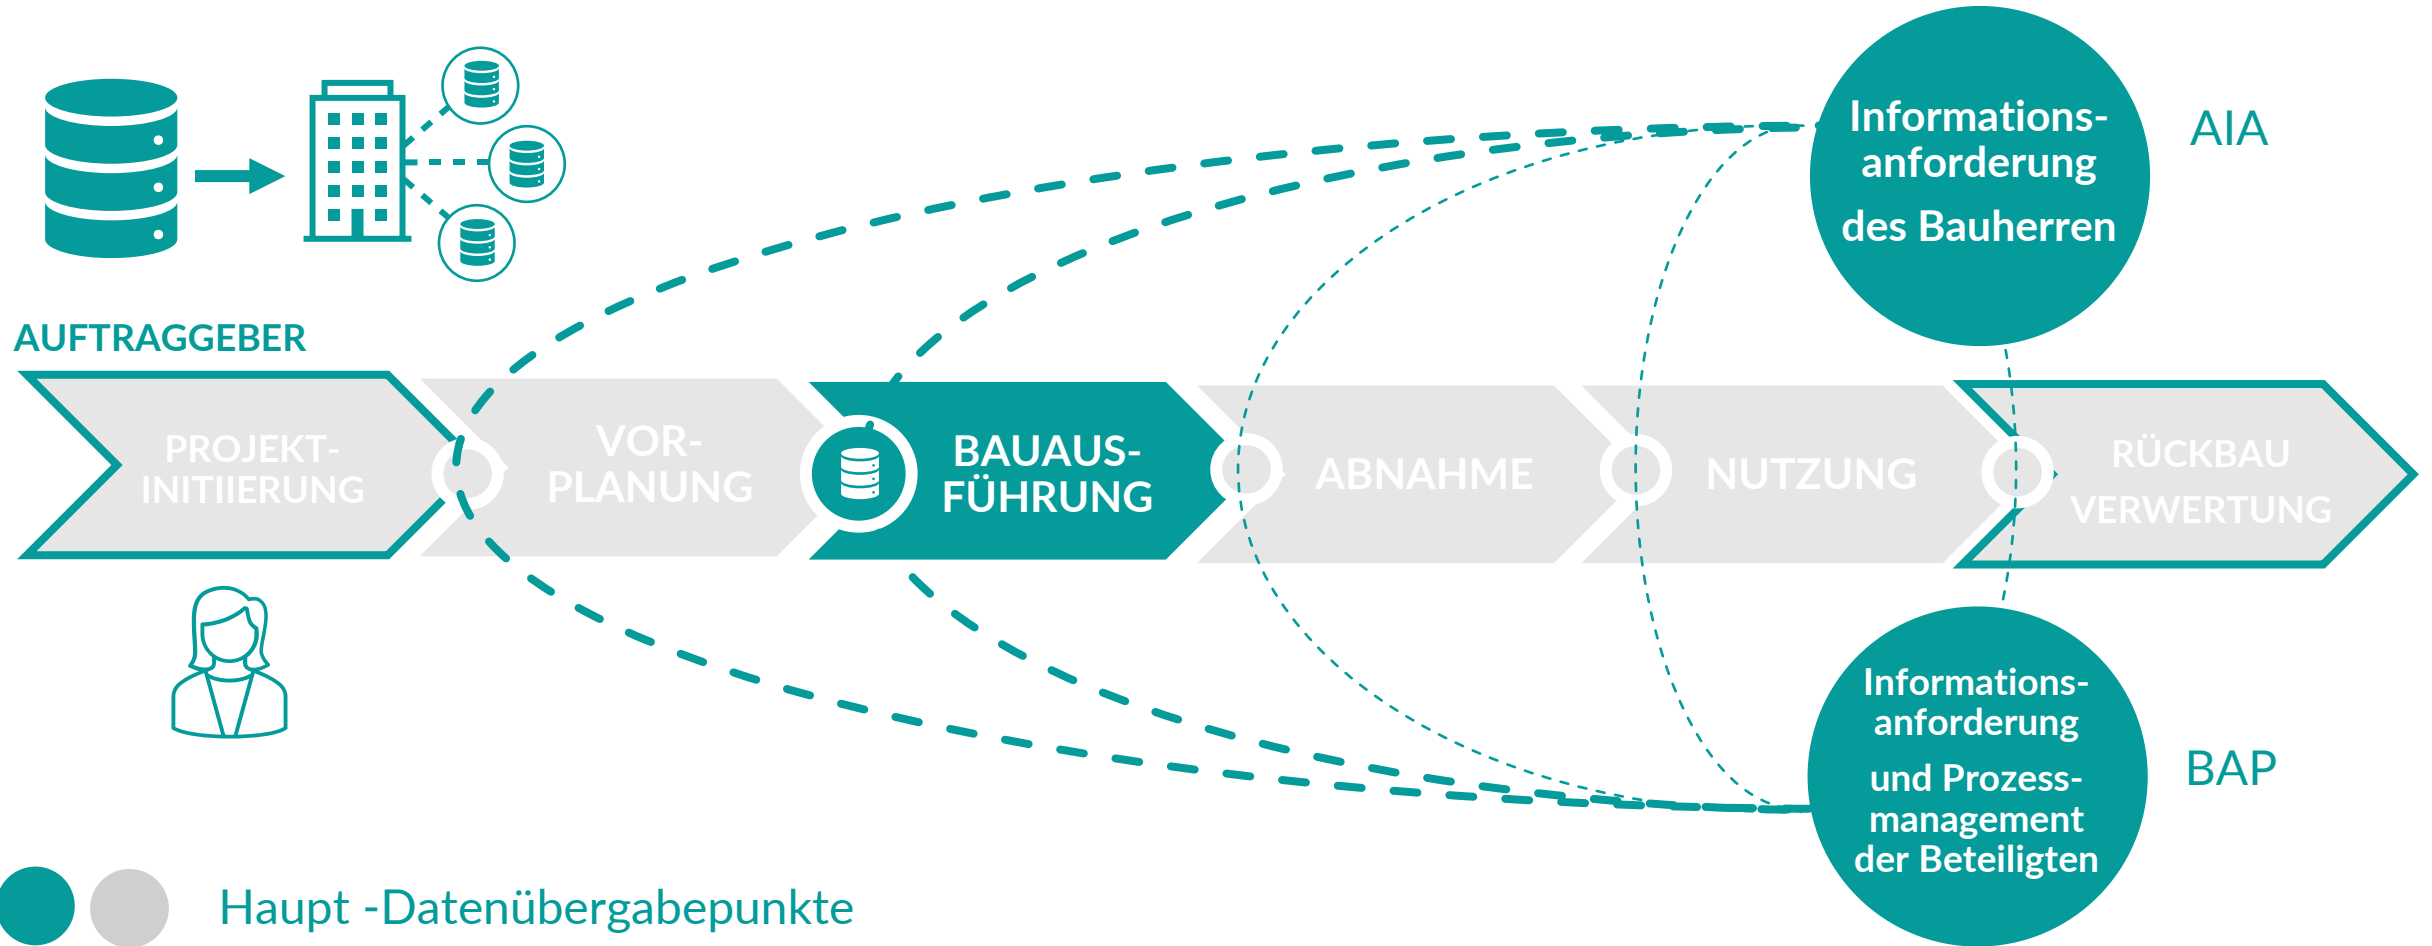 Informations-
anforderung
des Bauherren
AIA
AUFTRAGGEBER
PROJEKT-
INITIIERUNG
VOR-
PLANUNG
BAUAUS-
FÜHRUNG
ABNAHME
NUTZUNG
RÜCKBAU
VERWERTUNG
Informations-
anforderung
und Prozess-
management
der Beteiligten
BAP
Haupt -Datenübergabepunkte